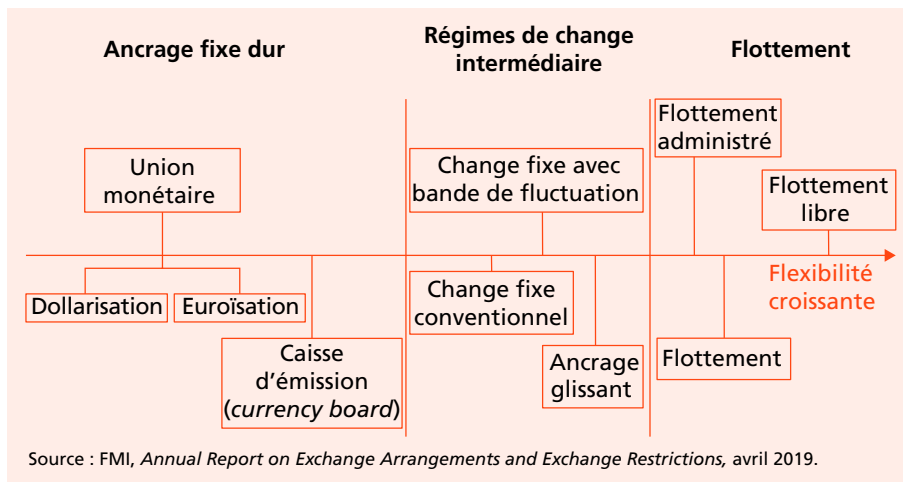 Ancrage fixe dur
Régimes de change
intermédiaire
Flottement
Union
monétaire
Dollarisation
Euroïsation
Caisse
d’émission
(currency board)
Change fixe avec
bande de fluctuation
Change fixe
conventionnel
Ancrage
glissant
Flottement
administré
Flottement
libre
Flexibilité
croissante
Flottement
Source : FMI, Annual Report on Exchange Arrangements and Exchange Restrictions, avril 2019.